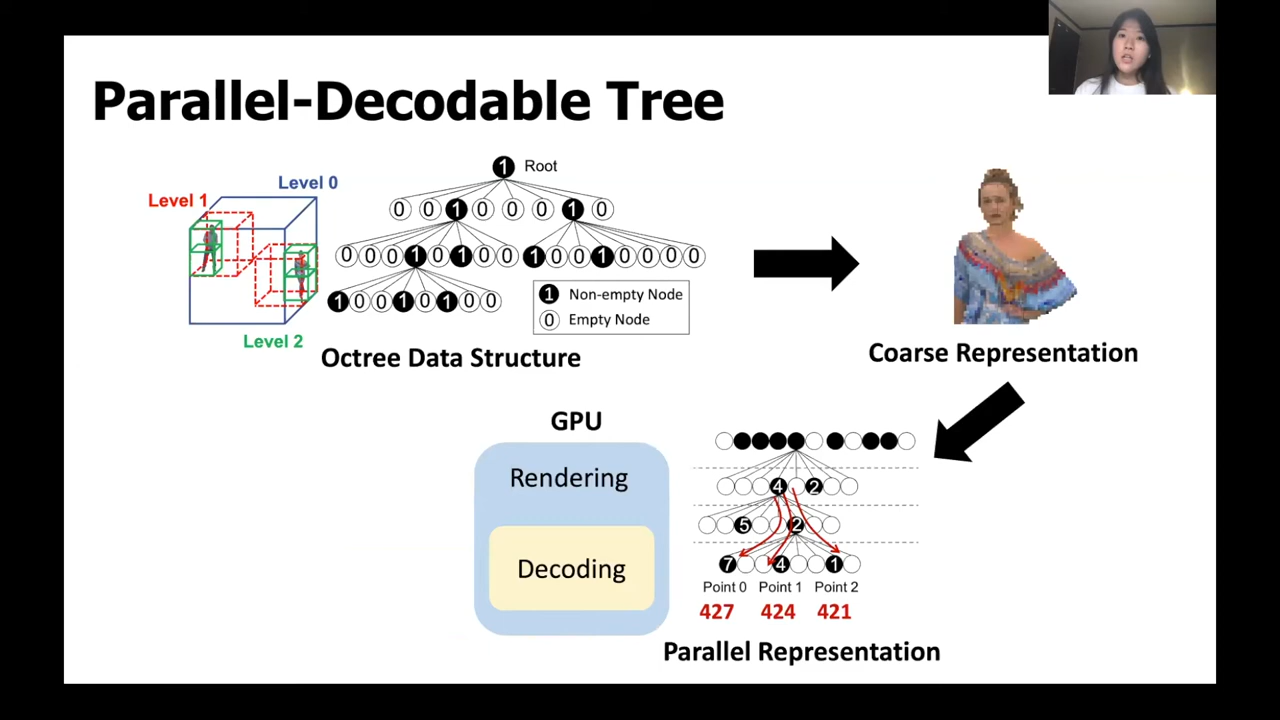 Parallel-Decodable Tree
1 Root
Level 0
Level 1
0 0 1 0 0 0 1 0
0 0 0 1 0 1 0 0 1 0 0 1 0 0 0 0
1 0 0 1 0 1 0 0
1 Non-empty Node
0 Empty Node
Level 2
Octree Data Structure
Coarse Representation
GPU
Rendering
Decoding
4 2
5 2
7 4 1
Point 0 Point 1 Point 2
427 424 421
Parallel Representation